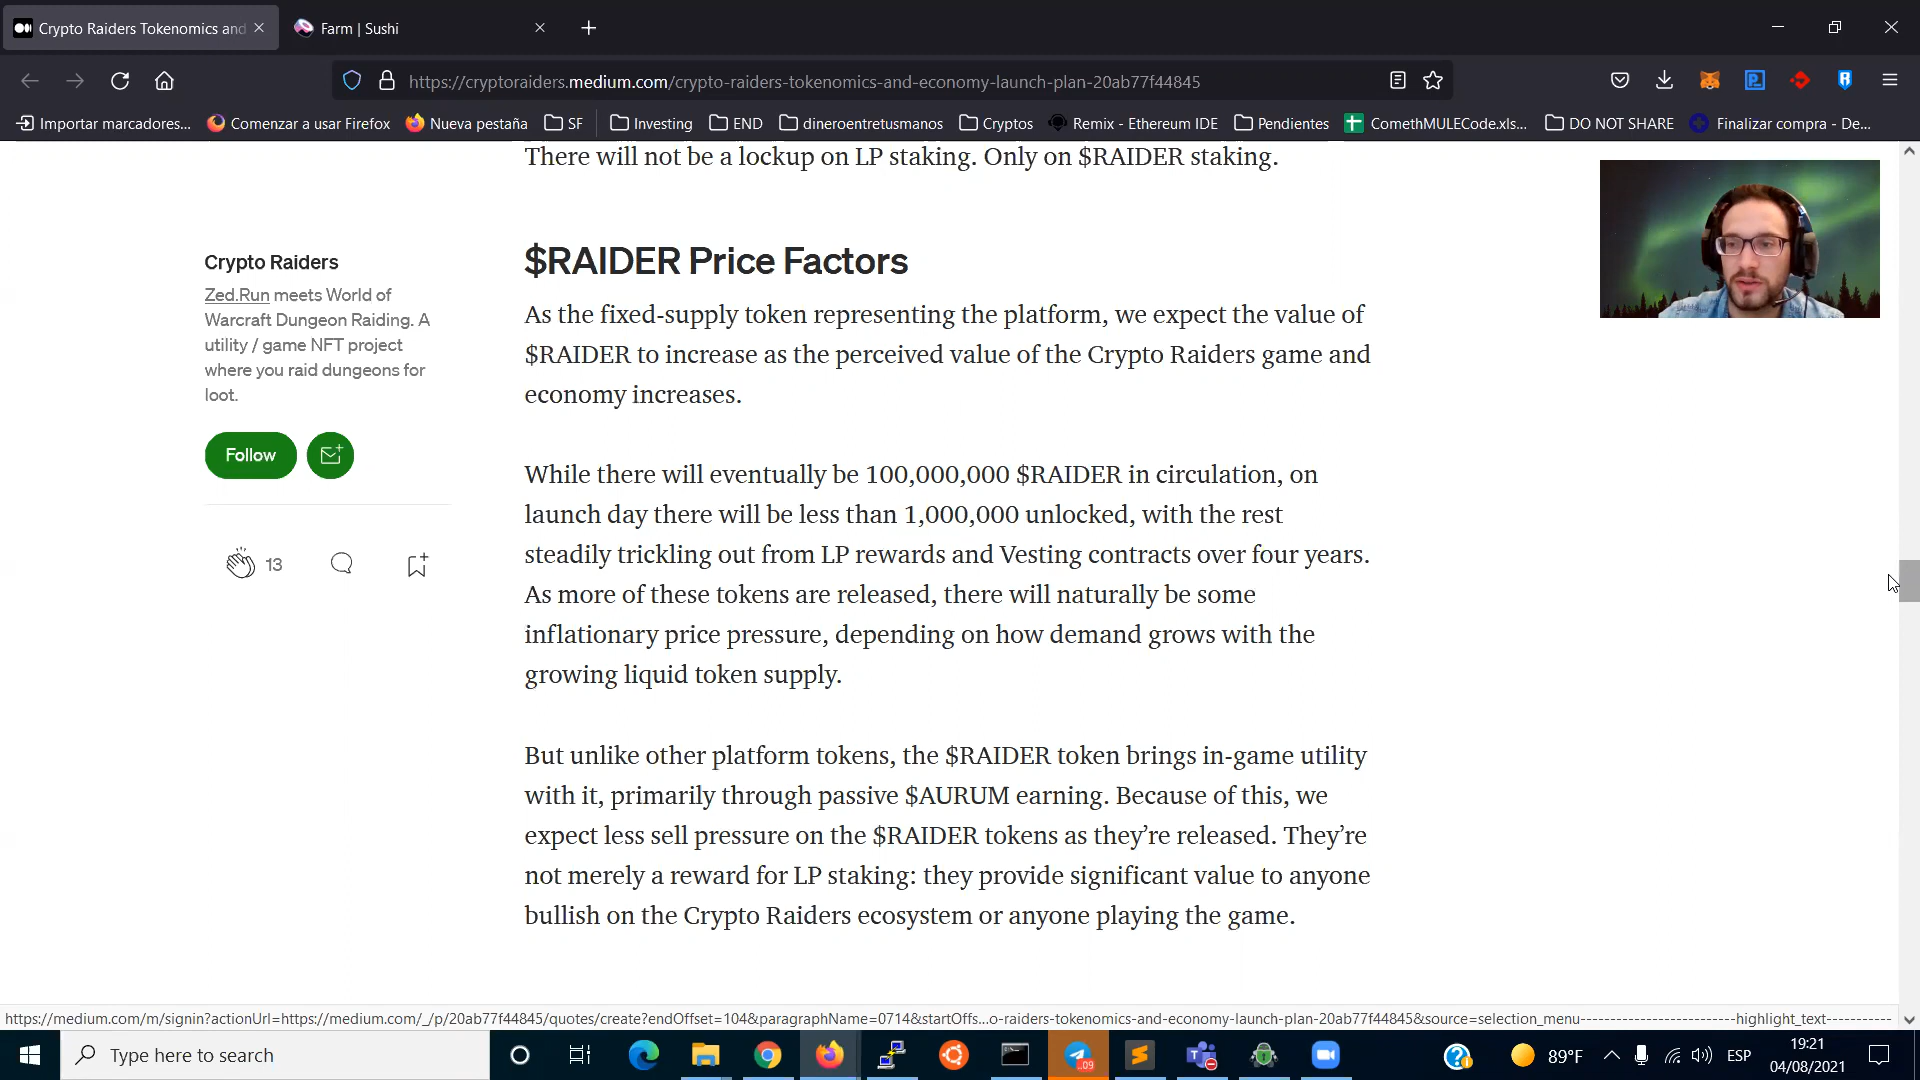 Crypto Raiders Tokenomics and
Farm | Sushi
https://cryptoraiders.medium.com/crypto-raiders-tokenomics-and-economy-launch-plan-20ab77f44845
Importar marcadores...
Comenzar a usar Firefox
Nueva pestaña
SF
Investing
END
dineroentretusmanos
Cryptos
Remix - Ethereum IDE
Pendientes
ComethMULECode.xls...
DO NOT SHARE
Finalizar compra - De...
There will not be a lockup on LP staking. Only on $RAIDER staking.
Crypto Raiders
Zed.Run meets World of
Warcraft Dungeon Raiding. A
utility / game NFT project
where you raid dungeons for
loot.
Follow
13
$RAIDER Price Factors
As the fixed-supply token representing the platform, we expect the value of
$RAIDER to increase as the perceived value of the Crypto Raiders game and
economy increases.
While there will eventually be 100,000,000 $RAIDER in circulation, on
launch day there will be less than 1,000,000 unlocked, with the rest
steadily trickling out from LP rewards and Vesting contracts over four years.
As more of these tokens are released, there will naturally be some
inflationary price pressure, depending on how demand grows with the
growing liquid token supply.
But unlike other platform tokens, the $RAIDER token brings in-game utility
with it, primarily through passive $AURUM earning. Because of this, we
expect less sell pressure on the $RAIDER tokens as they’re released. They’re
not merely a reward for LP staking: they provide significant value to anyone
bullish on the Crypto Raiders ecosystem or anyone playing the game.
https://medium.com/m/signin?actionUrl=https://medium.com/_/p/20ab77f44845/quotes/create?endOffset=104&paragraphName=0714&startOffs...o-raiders-tokenomics-and-economy-launch-plan-20ab77f44845&source=selection_menu--------------------------highlight_text-----------
Type here to search
.09
89°F
ESP
19:21
04/08/2021